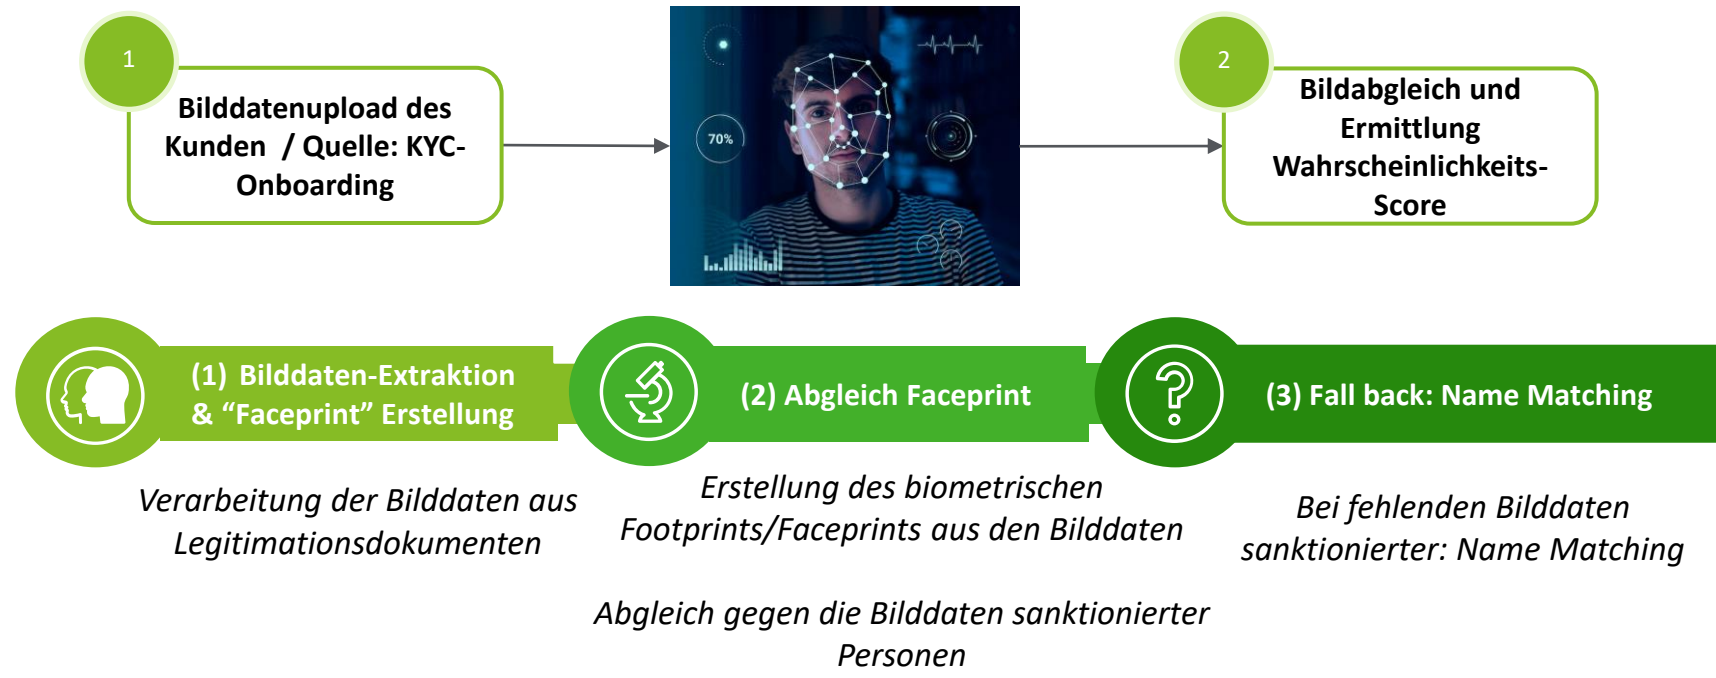 1
Bilddatenupload des
Kunden / Quelle: KYC-
Onboarding
70%
2
Bildabgleich und
Ermittlung
Wahrscheinlichkeits-
Score
(1) Bilddaten-Extraktion
& “Faceprint” Erstellung
(2) Abgleich Faceprint
(3) Fall back: Name Matching
Verarbeitung der Bilddaten aus
Legitimationsdokumenten
Erstellung des biometrischen
Footprints/Faceprints aus den Bilddaten
Abgleich gegen die Bilddaten sanktionierter
Personen
Bei fehlenden Bilddaten
sanktionierter: Name Matching